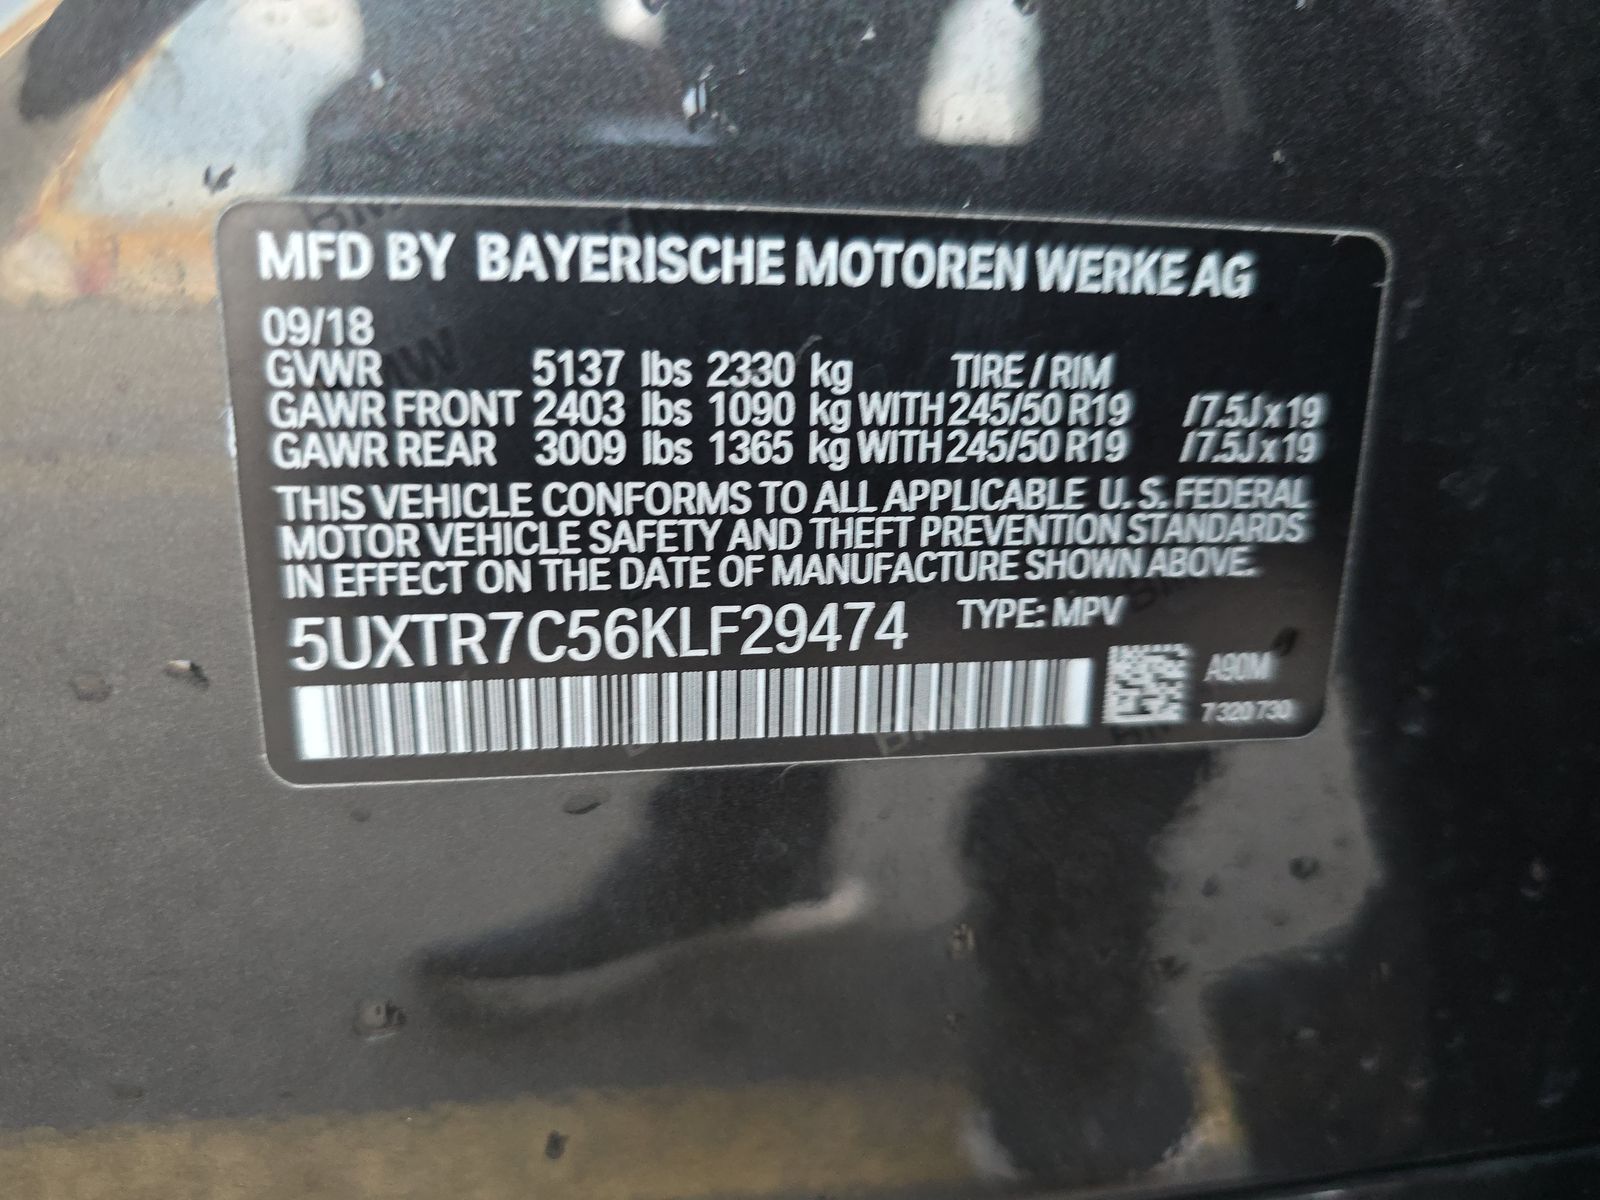 MFD BY BAYERISCHE MOTOREN WERKE AG
09/18
GVWR 5137 lbs 2330 kg TIRE / RIM
GAWR FRONT 2403 lbs 1090 kg WITH 245/50 R19 /7.5J x 19
GAWR REAR 3009 lbs 1365 kg WITH 245/50 R19 /7.5J x 19
THIS VEHICLE CONFORMS TO ALL APPLICABLE U. S. FEDERAL
MOTOR VEHICLE SAFETY AND THEFT PREVENTION STANDARDS
IN EFFECT ON THE DATE OF MANUFACTURE SHOWN ABOVE.
5UXTR7C56KLF29474 TYPE: MPV
A90M
7 320 730